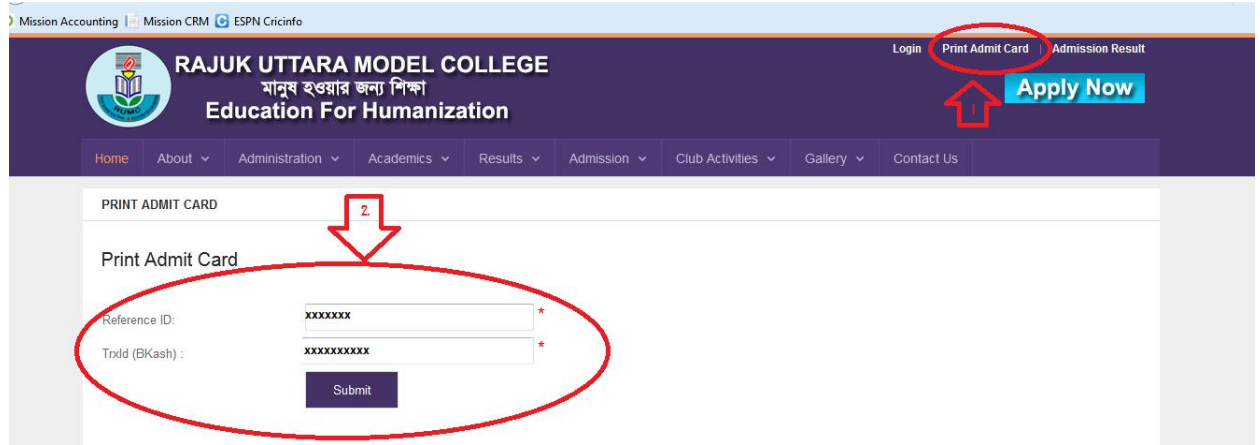 Mission Accounting | Mission CRM ESPN Cricinfo
Login Print Admit Card | Admission Result
RAJUK UTTARA MODEL COLLEGE
মানুষ হওয়ার জন্য শিক্ষা
Education For Humanization
RUMC
Apply Now
1
Home About Administration Academics Results Admission Club Activities Gallery Contact Us
PRINT ADMIT CARD
2.
Print Admit Card
Reference ID: xxxxxxx *
TrxId (BKash) : xxxxxxxxxx *
Submit